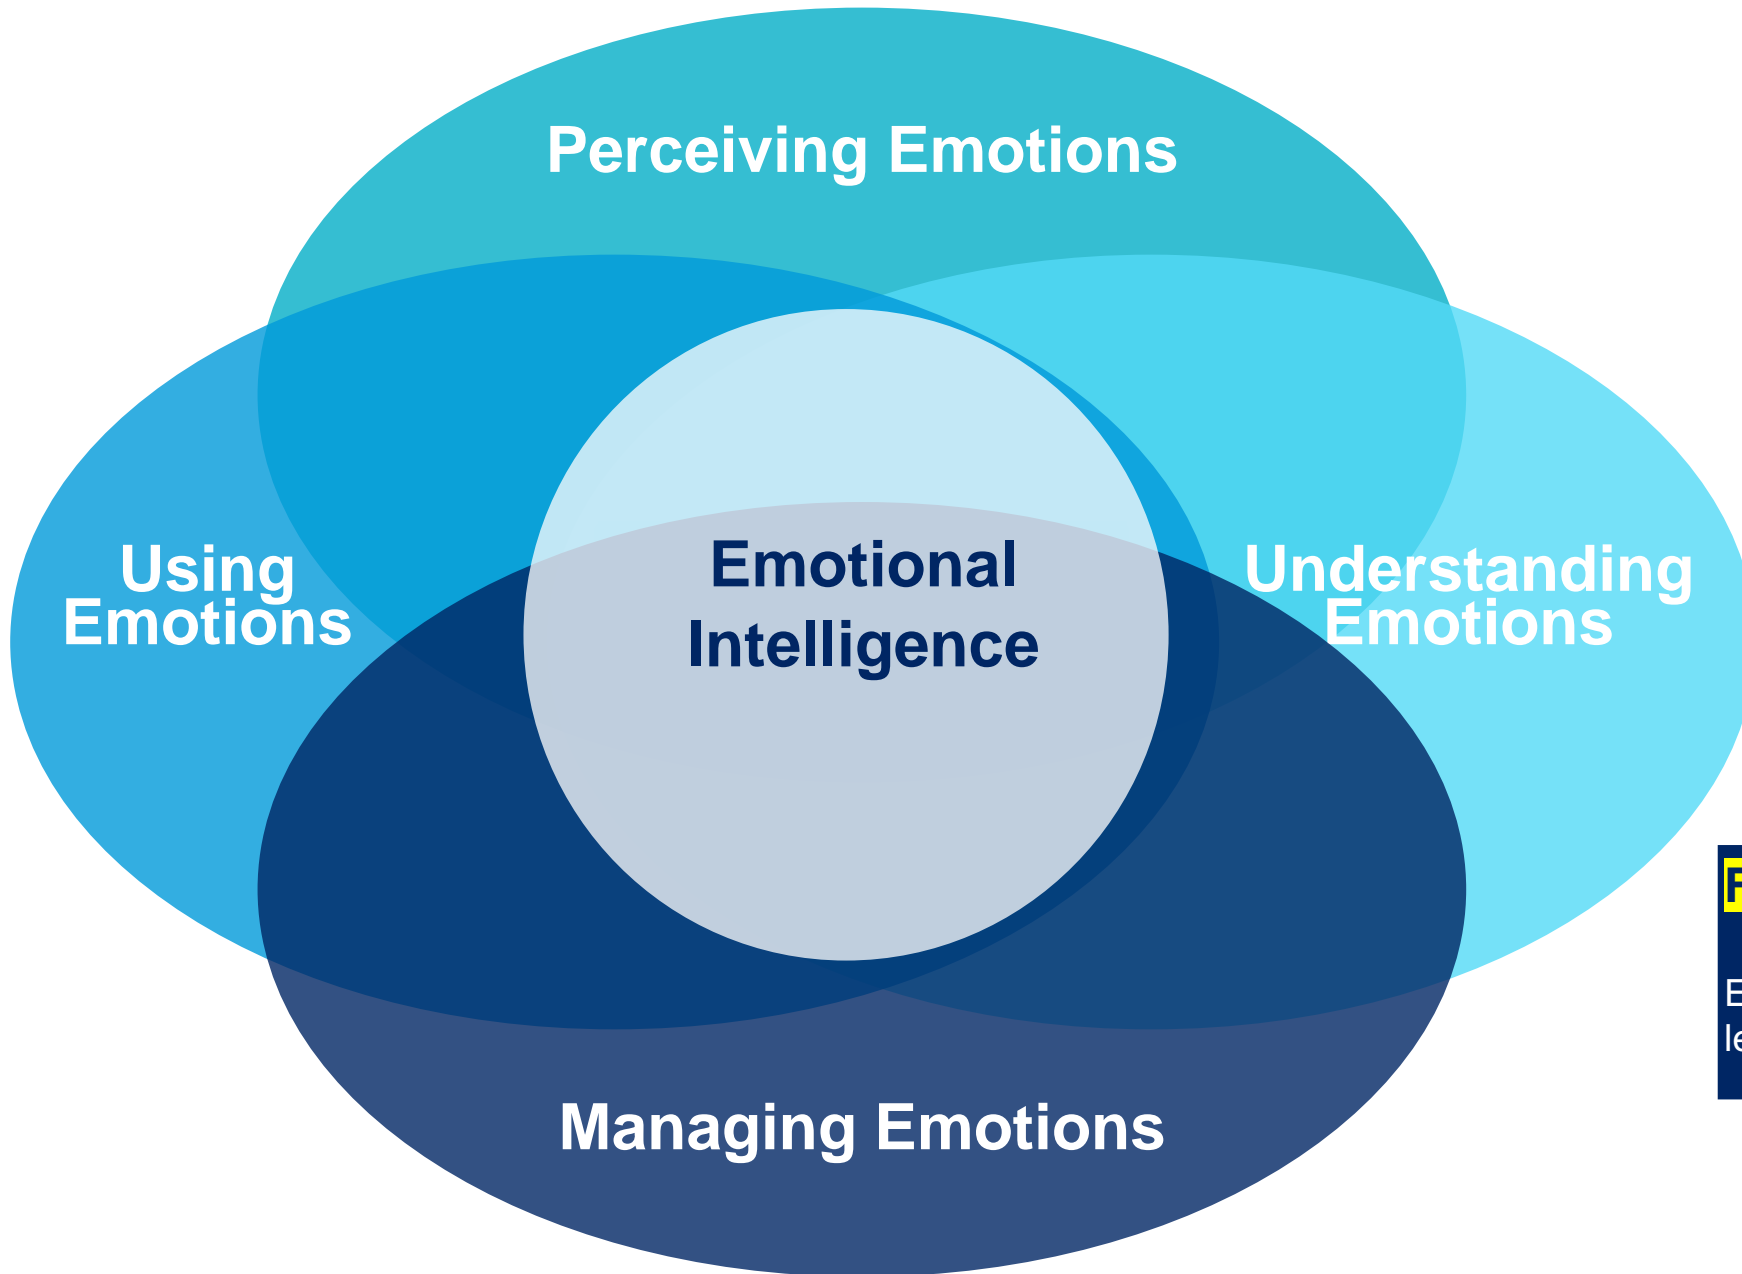 Perceiving Emotions
Using
Emotions
Emotional
Intelligence
Understanding
Emotions
Managing Emotions